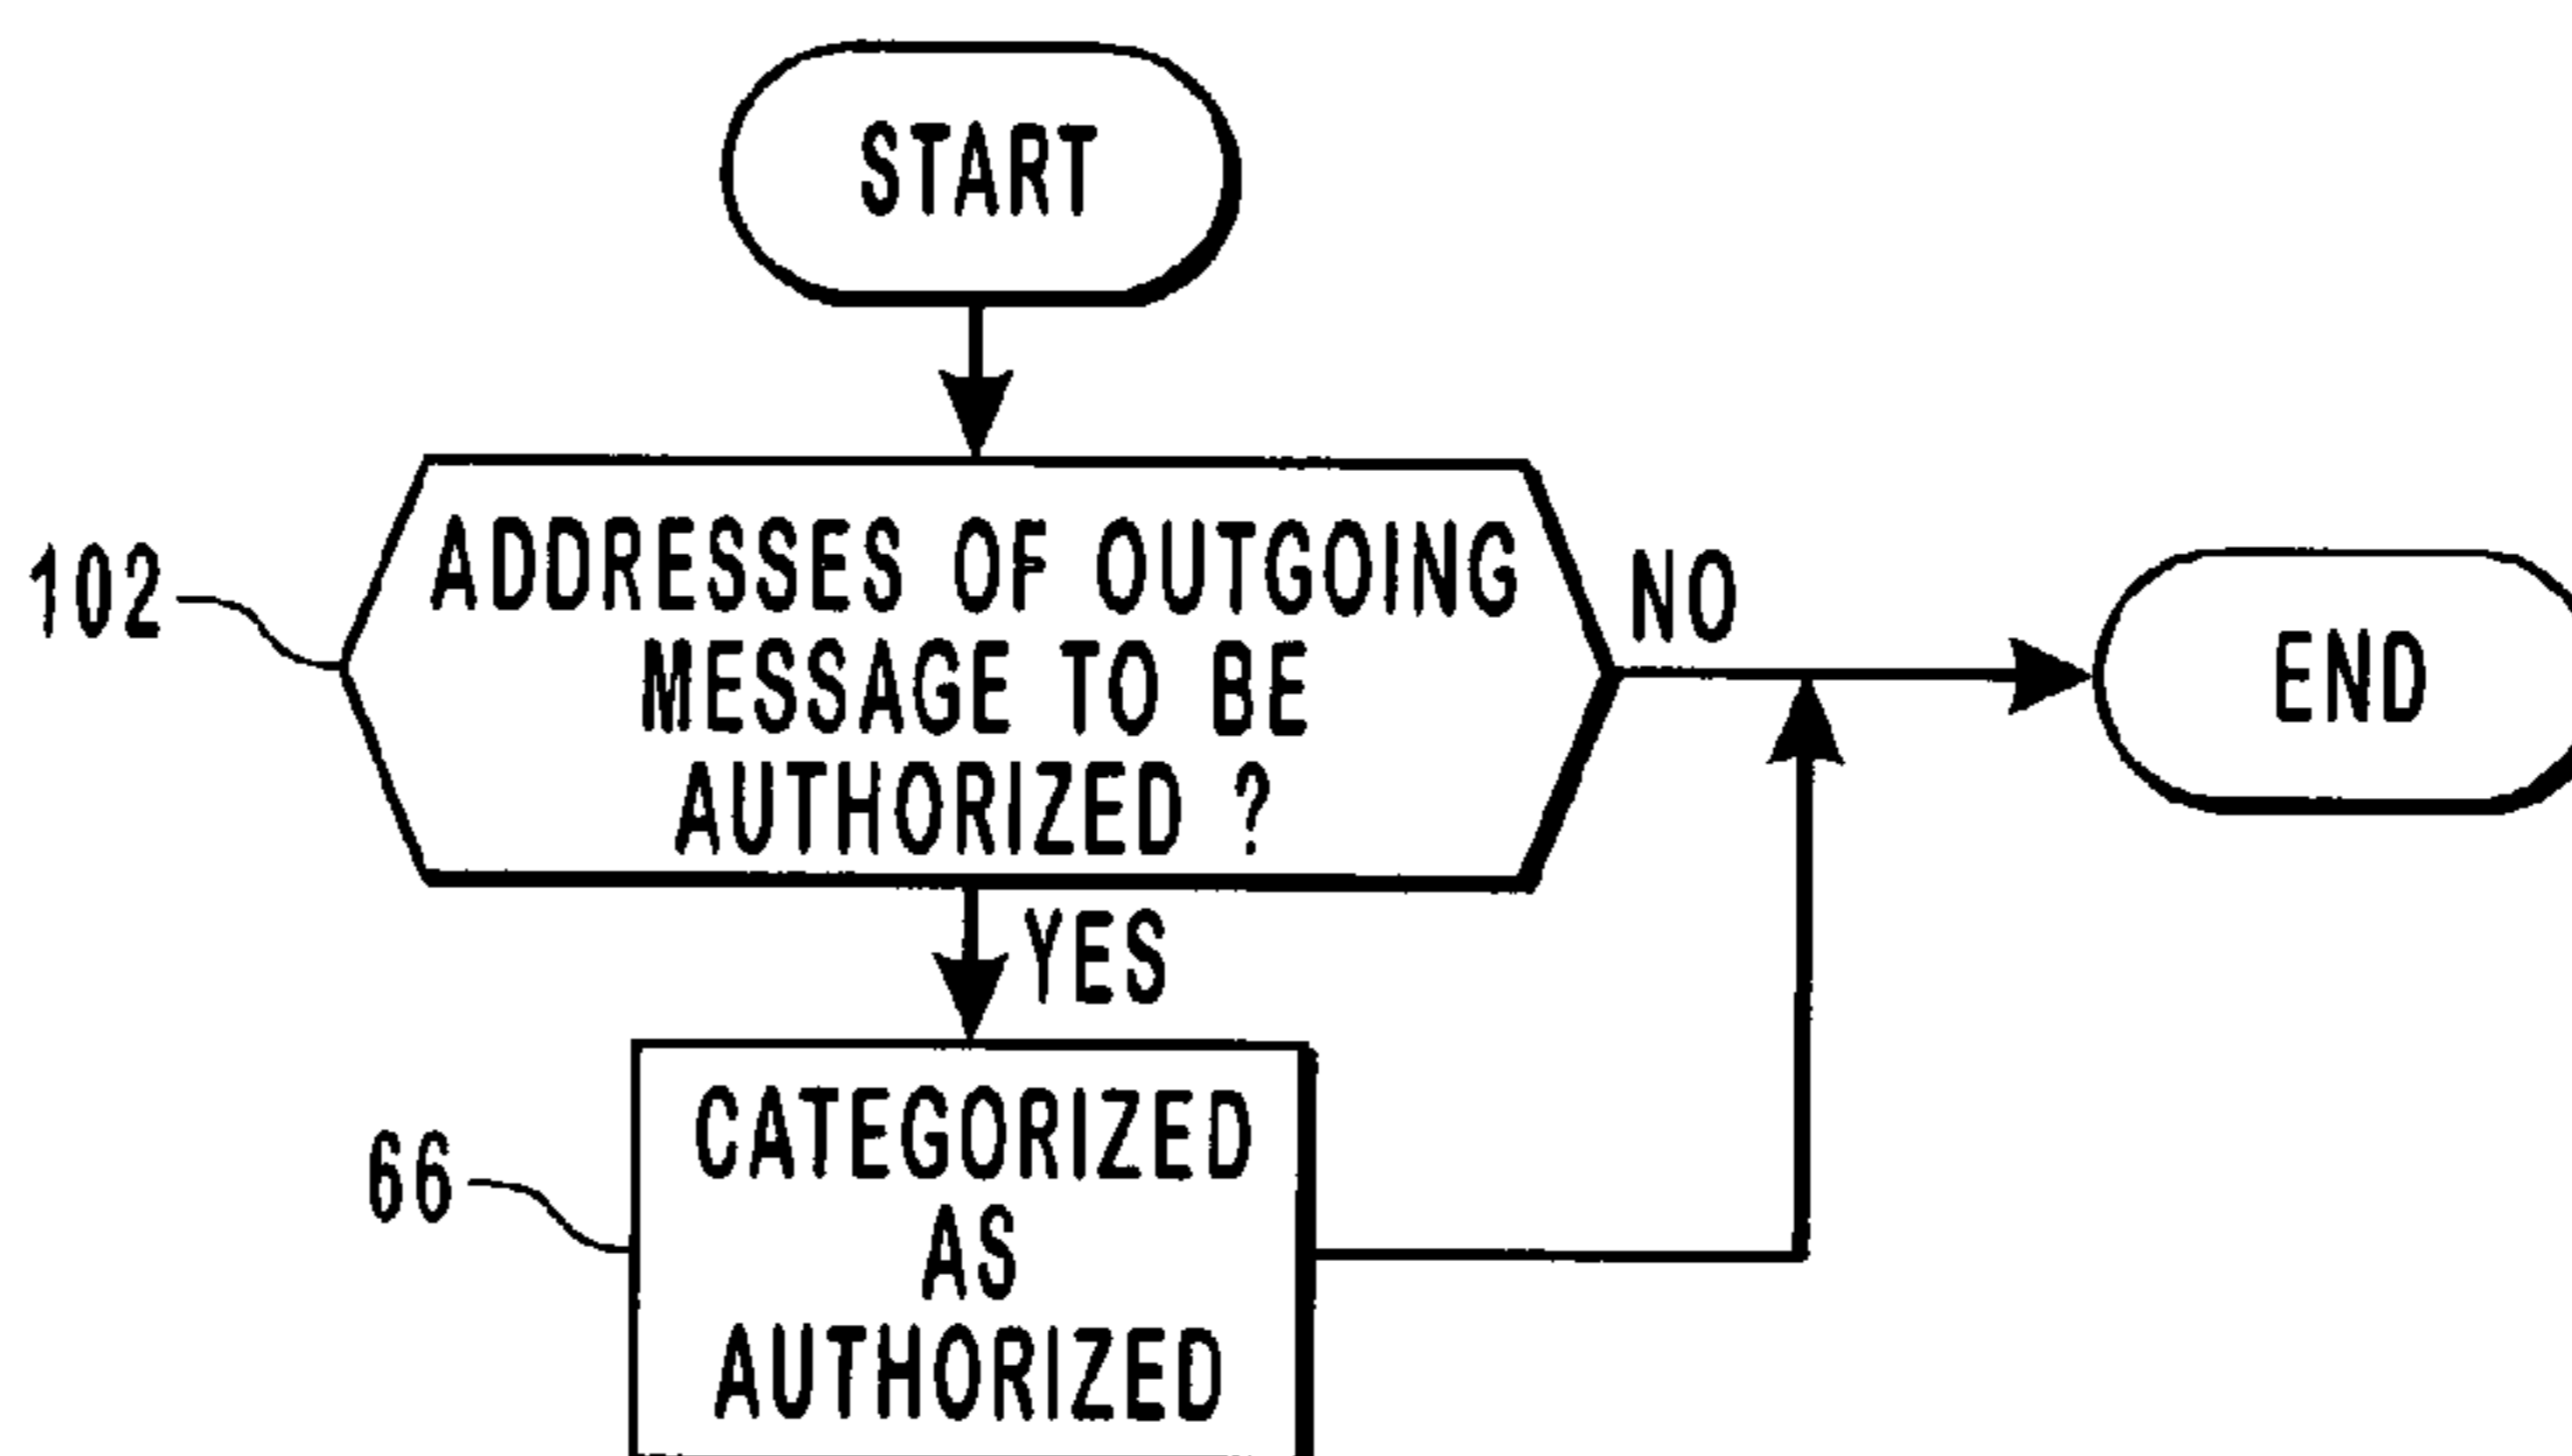 START
102
ADDRESSES OF OUTGOING
MESSAGE TO BE
AUTHORIZED ?
NO
END
YES
66
CATEGORIZED
AS
AUTHORIZED